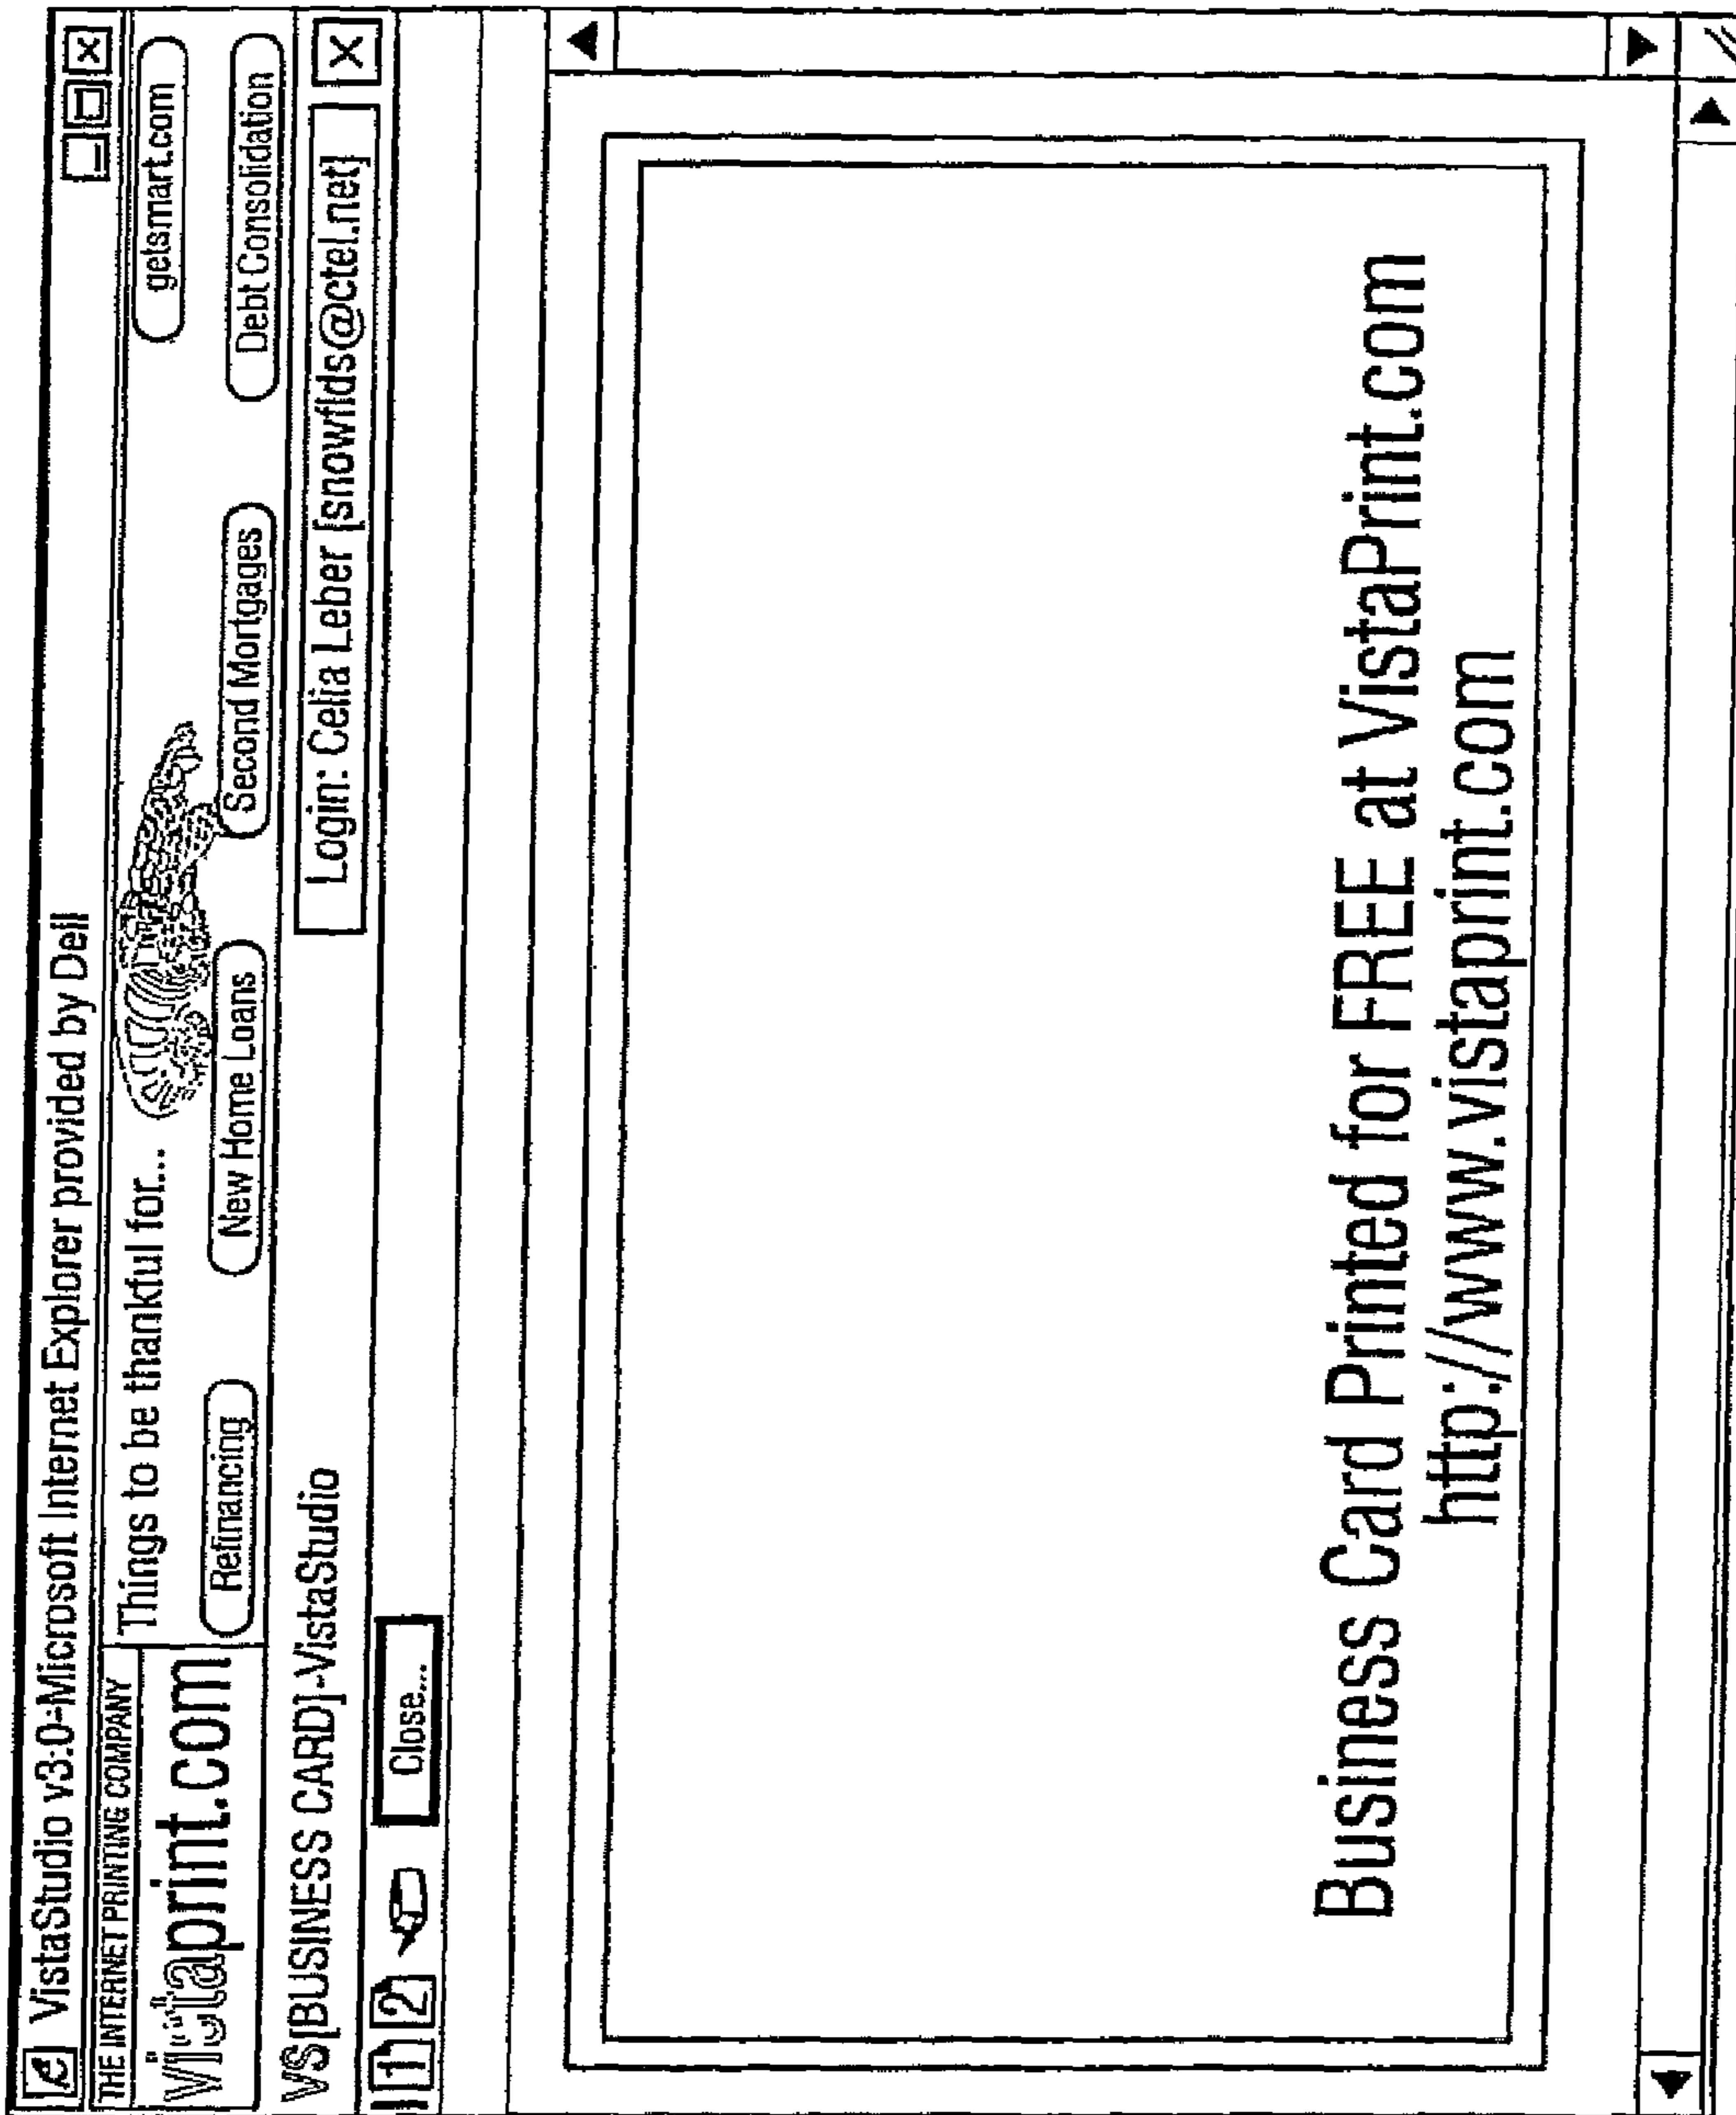 VistaStudio v3.0-Microsoft Internet Explorer provided by Dell
THE INTERNET PRINTING COMPANY
vistaprint.com
Things to be thankful for...
getsmart.com
Refinancing
New Home Loans
Second Mortgages
Debt Consolidation
VS[BUSINESS CARD]-VistaStudio
Login: Celia Leber [snowflds@ctel.net]
1 2 Close...
Business Card Printed for FREE at VistaPrint.com
http://www.vistaprint.com